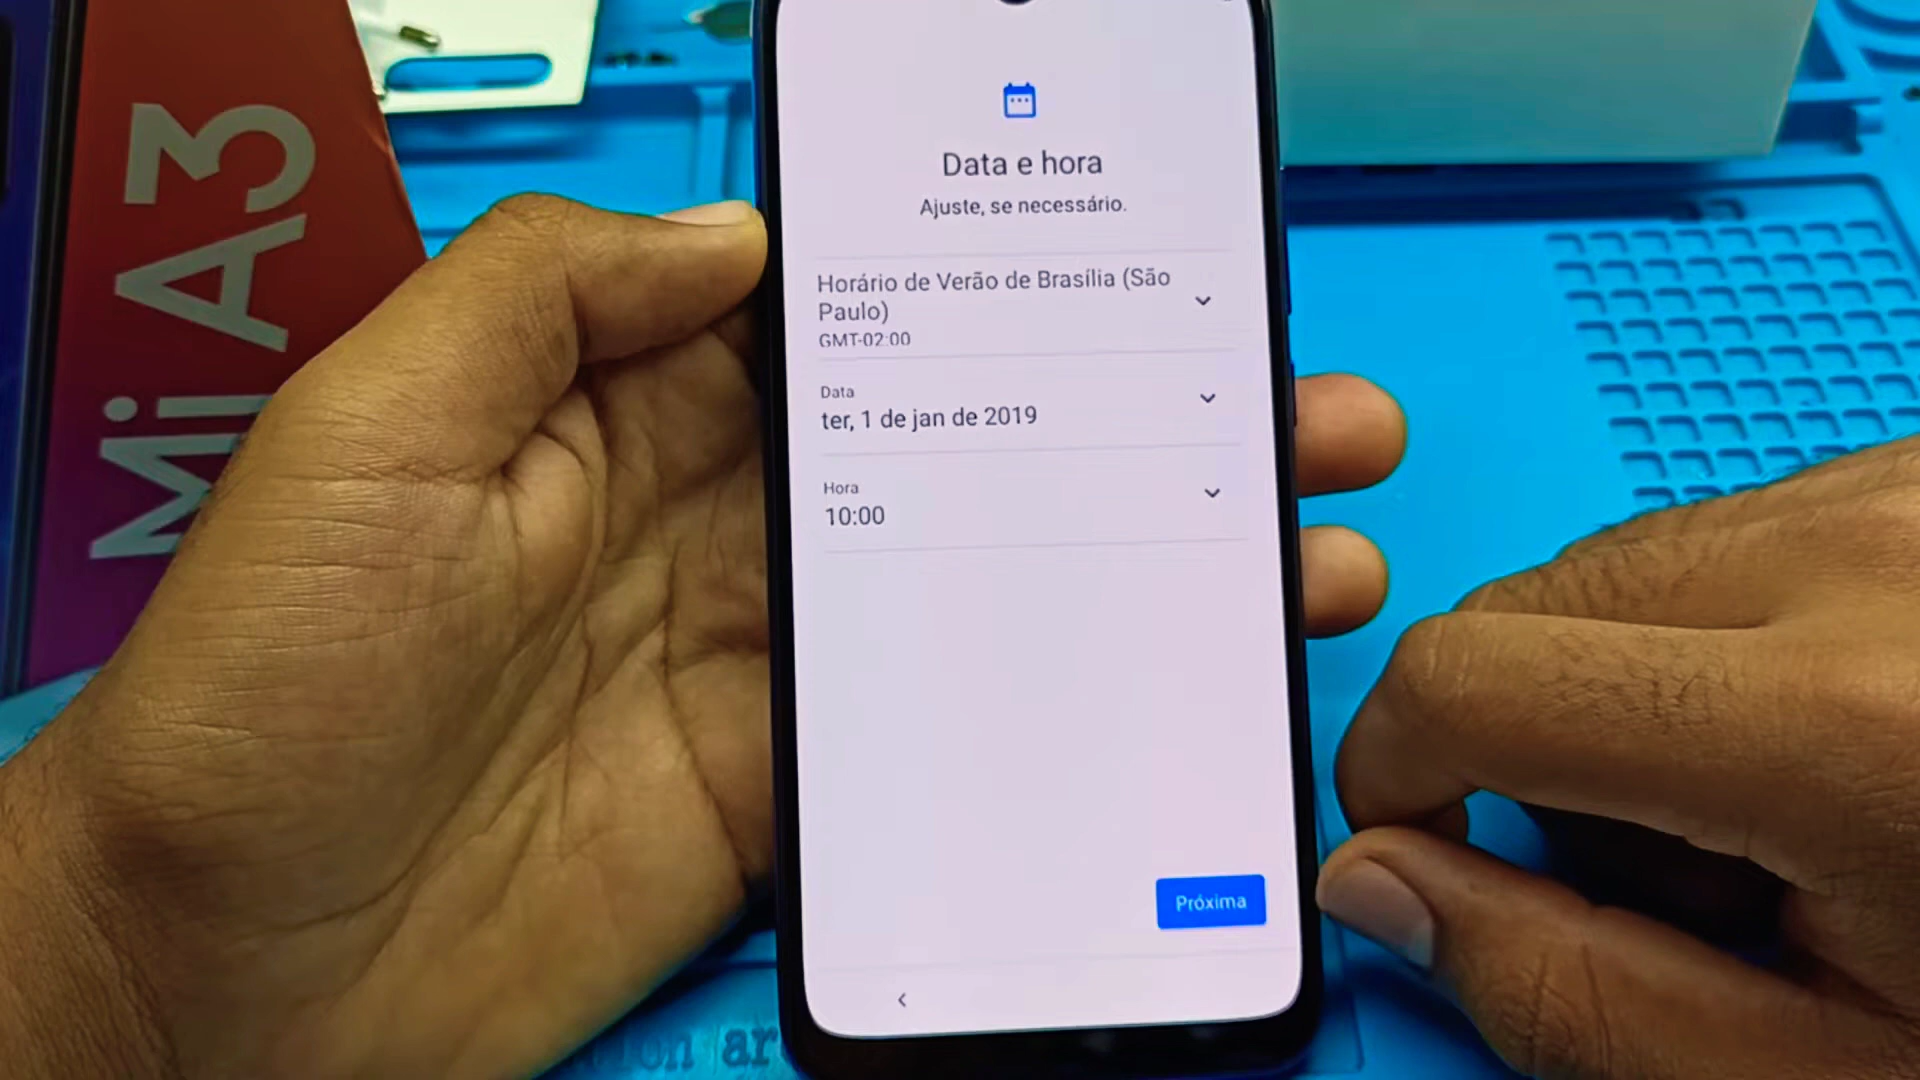 Mi A3
Data e hora
Ajuste, se necessário.
Horário de Verão de Brasília (São
Paulo)
GMT-02:00
Data
ter, 1 de jan de 2019
Hora
10:00
Próxima